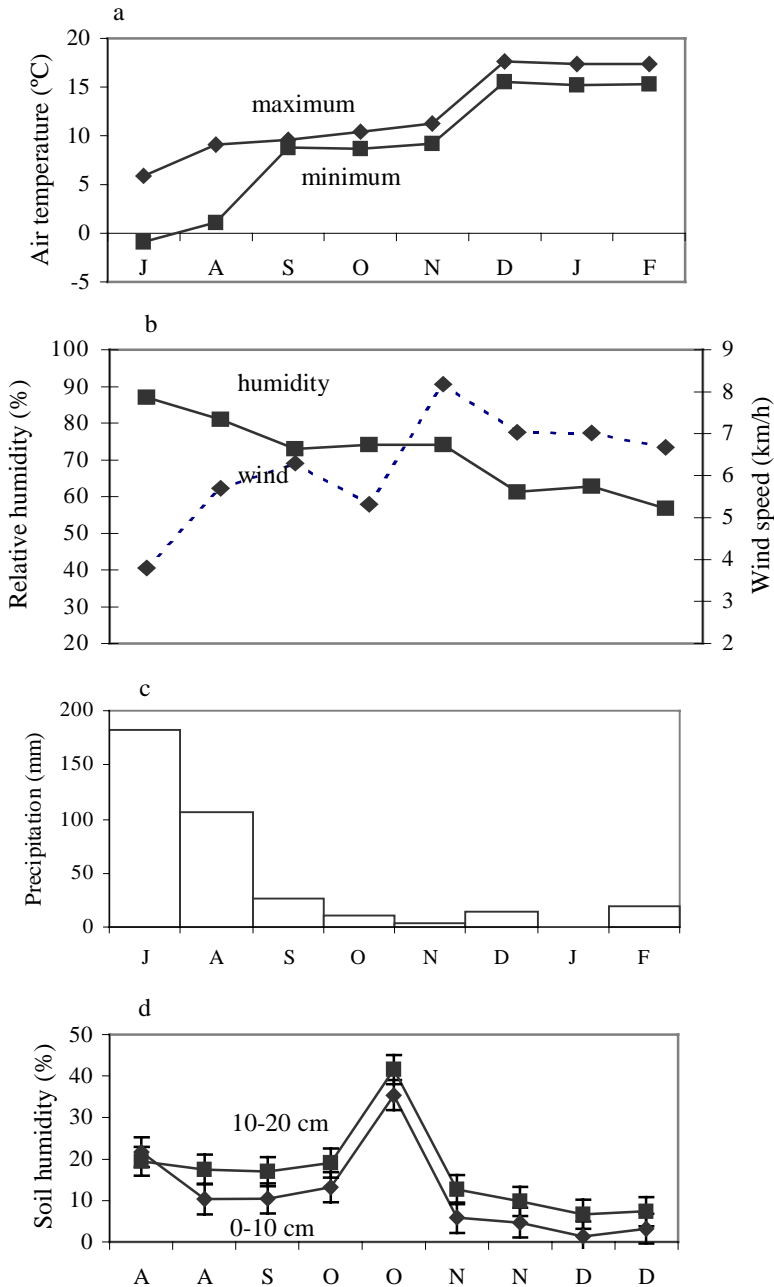 a
Air temperature (ºC)
20
15
10
5
0
-5
maximum
minimum
J A S O N D J F
b
Relative humidity (%)
100
90
80
70
60
50
40
30
20
humidity
wind
9
8
7
6
5
4
3
2
Wind speed (km/h)
c
Precipitation (mm)
200
150
100
50
0
J A S O N D J F
d
Soil humidity (%)
50
40
30
20
10
0
10-20 cm
0-10 cm
A A S O O N N D D